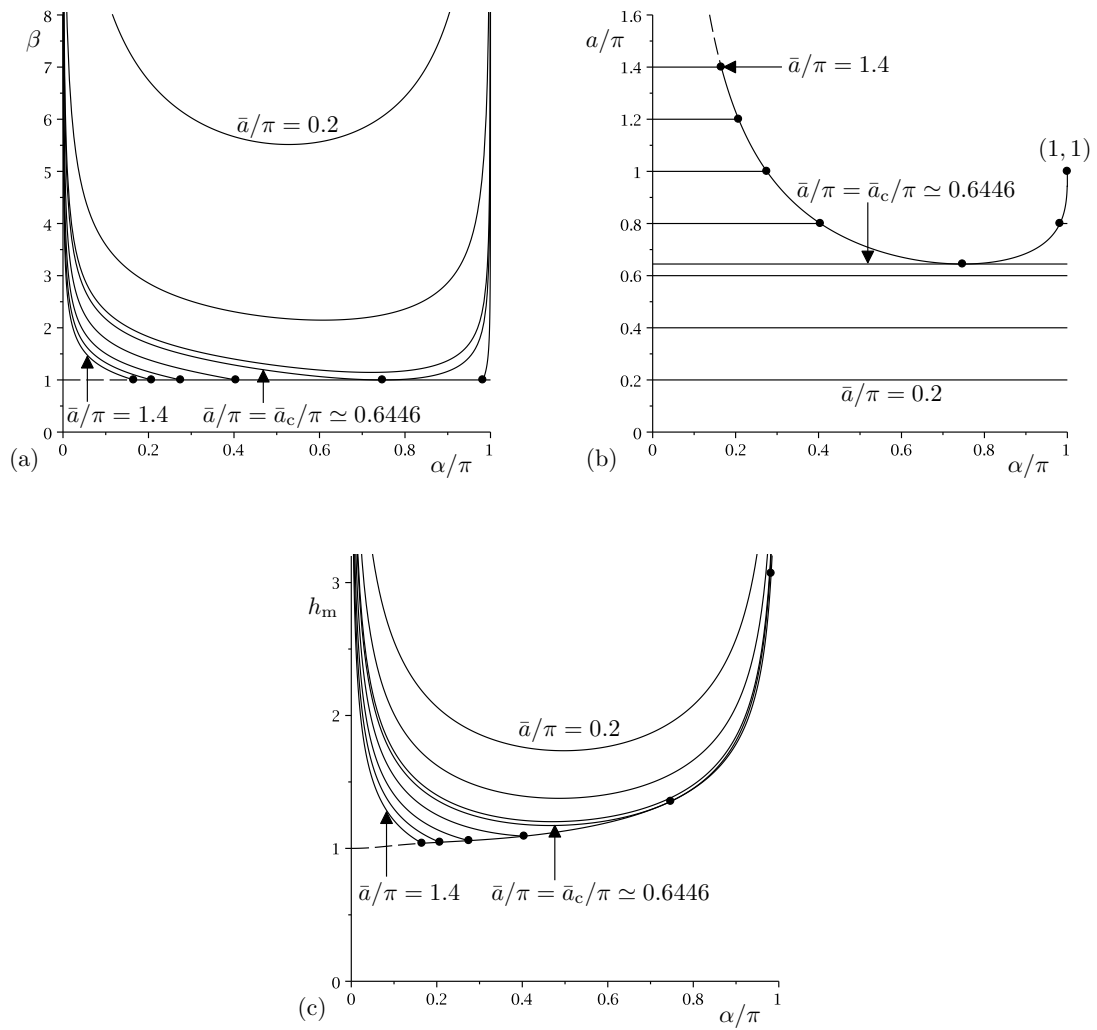 8
β
7
6
5
4
3
2
1
0
ā/π = 0.2
ā/π = 1.4
ā/π = ā_c/π ≃ 0.6446
0 0.2 0.4 0.6 0.8 1
α/π
(a)
1.6
a/π
1.4
1.2
1
0.8
0.6
0.4
0.2
0
ā/π = 1.4
(1, 1)
ā/π = ā_c/π ≃ 0.6446
ā/π = 0.2
0 0.2 0.4 0.6 0.8 1
α/π
(b)
3
h_m
2
1
0
ā/π = 0.2
ā/π = 1.4
ā/π = ā_c/π ≃ 0.6446
0 0.2 0.4 0.6 0.8 1
α/π
(c)